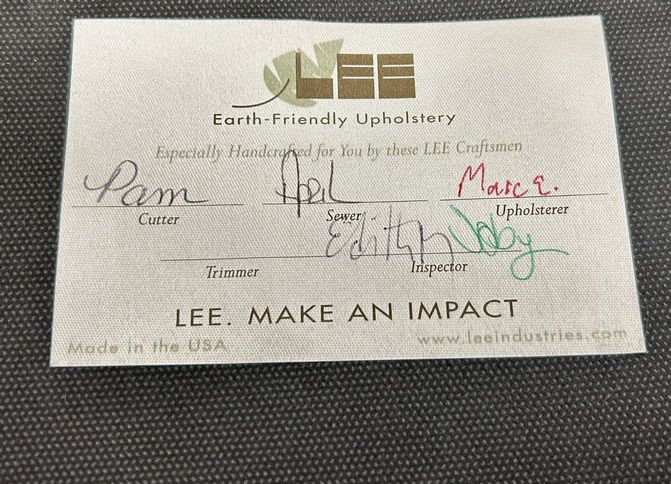 LEE
Earth-Friendly Upholstery
Especially Handcrafted for You by these LEE Craftsmen
Pam April Marc E.
Cutter Sewer Upholsterer
Edith M
Trimmer Inspector
LEE. MAKE AN IMPACT
Made in the USA www.leeindustries.com